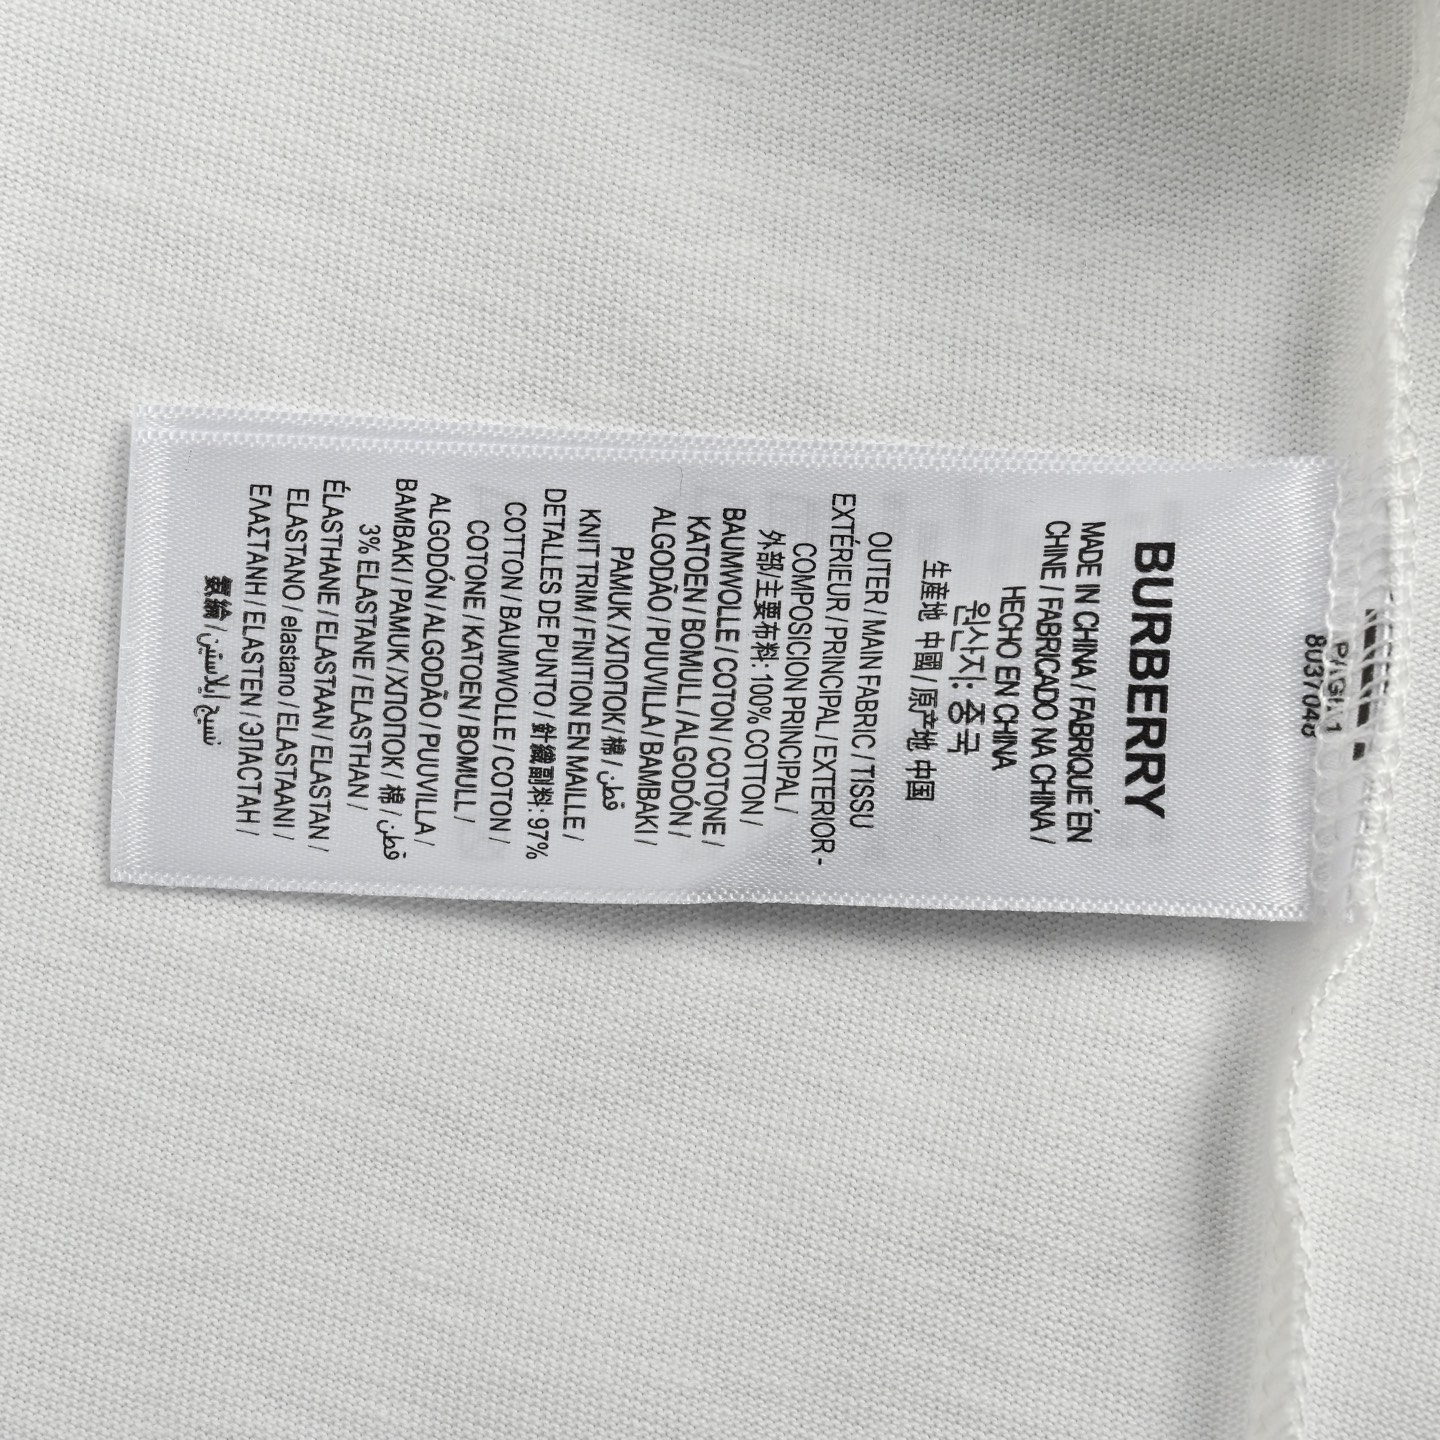 8037048
BURBERRY
MADE IN CHINA / FABRIQUÉ EN
CHINE / FABRICADO NA CHINA /
HECHO EN CHINA
원산지: 중국
生産地 中國 / 原产地 中国
OUTER / MAIN FABRIC / TISSU
EXTÉRIEUR / PRINCIPAL / EXTERIOR -
COMPOSICION PRINCIPAL /
外部/主要布料: 100% COTTON /
BAUMWOLLE / COTON / COTONE /
KATOEN / BOMULL / ALGODÓN /
ALGODÃO / PUUVILLA / BAMBAKI /
PAMUK / ХЛОПОК / 棉 / قطن
KNIT TRIM / FINITION EN MAILLE /
DETALLES DE PUNTO / 針織副料: 97%
COTTON / BAUMWOLLE / COTON /
COTONE / KATOEN / BOMULL /
ALGODÓN / ALGODÃO / PUUVILLA /
BAMBAKI / PAMUK / ХЛОПОК / 棉 / قطن
3% ELASTANE / ELASTHAN /
ÉLASTHANE / ELASTAAN / ELASTAN /
ELASTANO / elastano / ELASTAANI /
ΕΛΑΣΤΑΝΗ / ELASTEN / ЭЛАСТАН /
氨綸 / نسيج إيلاستين